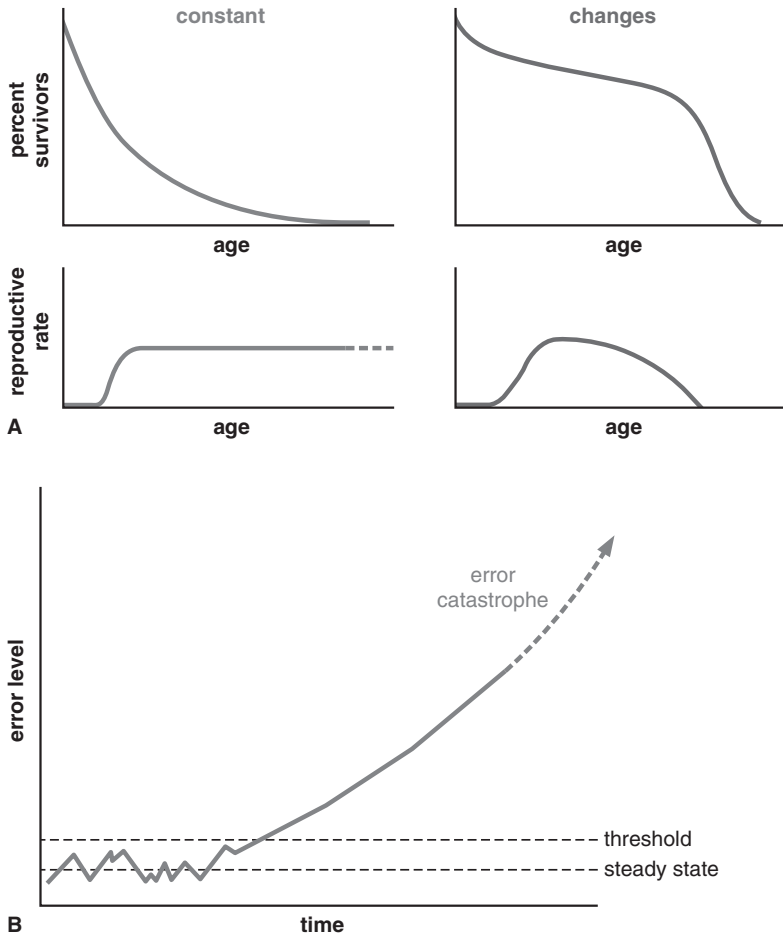 constant
changes
percent
survivors
age
age
reproductive
rate
A
age
age
error
catastrophe
error level
threshold
steady state
B
time